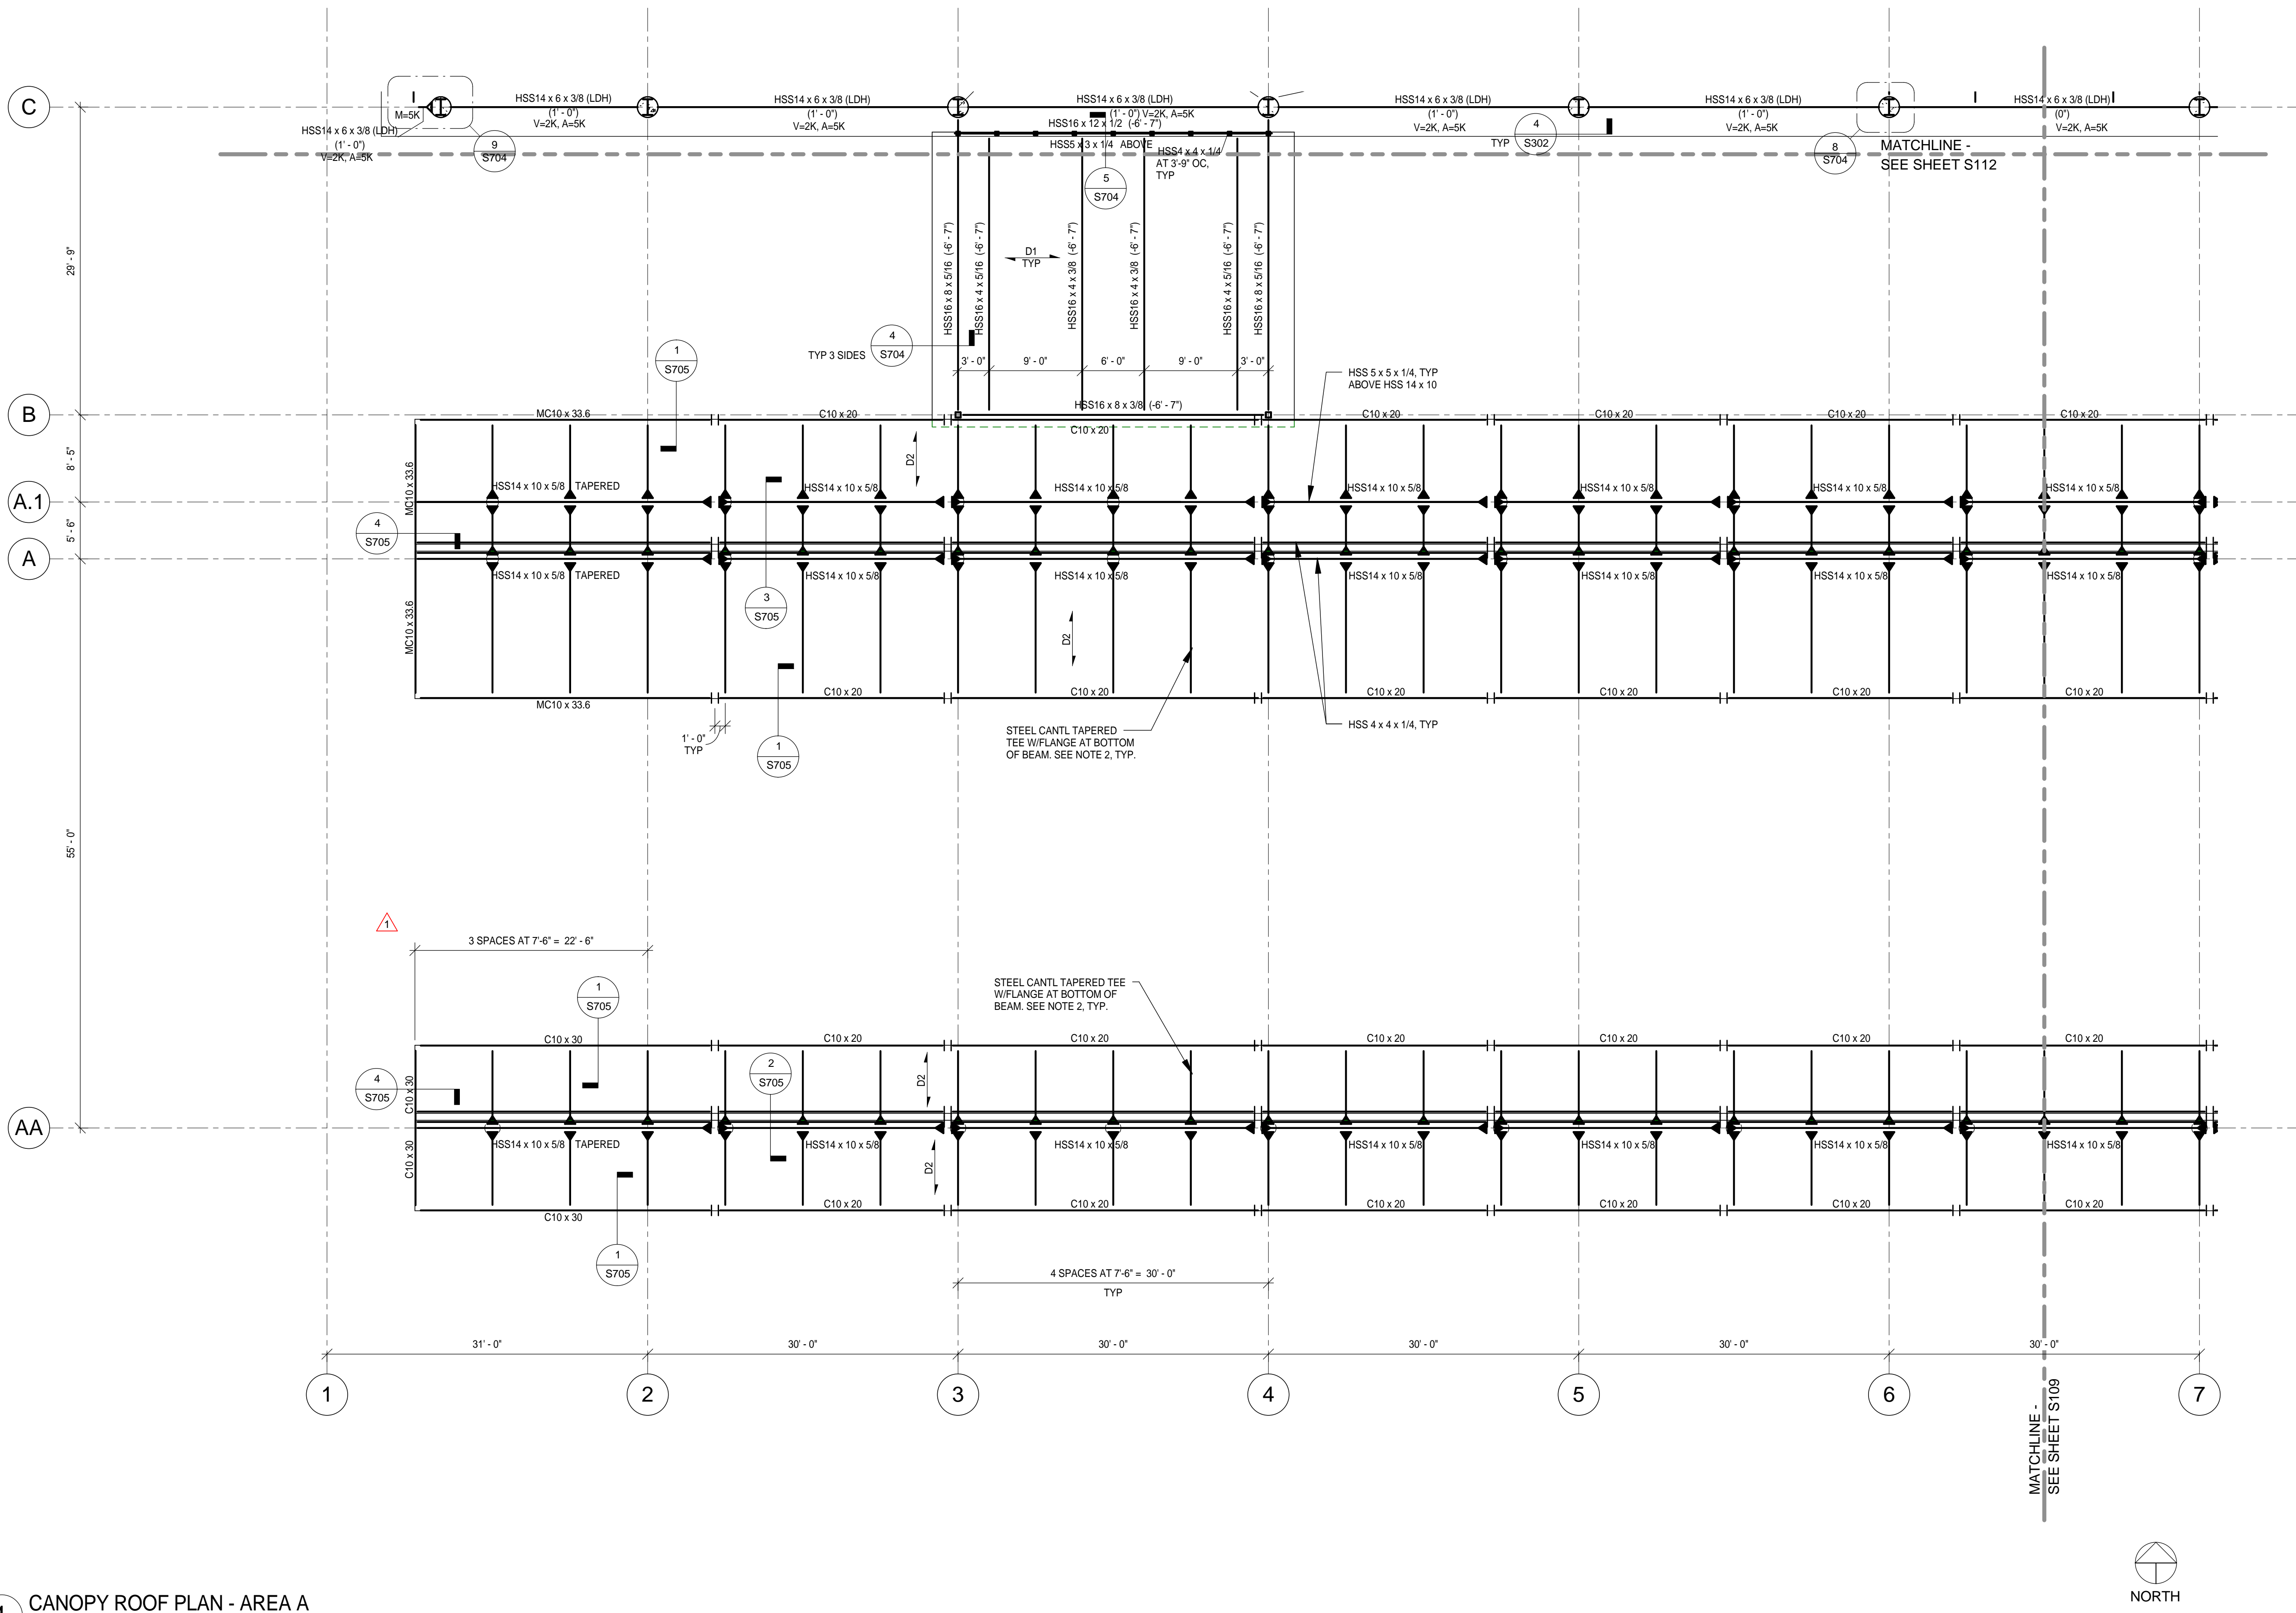 C
M=5K
HSS14 x 6 x 3/8 (LDH)
(1' - 0")
V=2K, A=5K
HSS14 x 6 x 3/8 (LDH)
(1' - 0")
V=2K, A=5K
HSS14 x 6 x 3/8 (LDH)
(1' - 0")
V=2K, A=5K
HSS14 x 6 x 3/8 (LDH)
(1' - 0") V=2K, A=5K
HSS16 x 12 x 1/2 (-6' - 7")
HSS5 x 3 x 1/4 ABOVE
HSS4 x 4 x 1/4
AT 3'-9" OC,
TYP
HSS14 x 6 x 3/8 (LDH)
(1' - 0")
V=2K, A=5K
HSS14 x 6 x 3/8 (LDH)
(1' - 0")
V=2K, A=5K
HSS14 x 6 x 3/8 (LDH)
(0")
V=2K, A=5K
9
S704
5
S704
TYP
4
S302
8
S704
MATCHLINE -
SEE SHEET S112
29' - 9"
HSS16 x 8 x 5/16 (-6' - 7")
HSS16 x 4 x 5/16 (-6' - 7")
D1
TYP
HSS16 x 4 x 3/8 (-6' - 7")
HSS16 x 4 x 3/8 (-6' - 7")
HSS16 x 4 x 5/16 (-6' - 7")
HSS16 x 8 x 5/16 (-6' - 7")
TYP 3 SIDES
4
S704
1
S705
3' - 0"
9' - 0"
6' - 0"
9' - 0"
3' - 0"
HSS 5 x 5 x 1/4, TYP
ABOVE HSS 14 x 10
B
MC10 x 33.6
C10 x 20
HSS16 x 8 x 3/8 (-6' - 7")
C10 x 20
C10 x 20
C10 x 20
C10 x 20
C10 x 20
8' - 5"
MC10 x 33.6
D2
HSS14 x 10 x 5/8 TAPERED
HSS14 x 10 x 5/8
HSS14 x 10 x 5/8
HSS14 x 10 x 5/8
HSS14 x 10 x 5/8
HSS14 x 10 x 5/8
HSS14 x 10 x 5/8
A.1
5' - 6"
4
S705
A
HSS14 x 10 x 5/8 TAPERED
HSS14 x 10 x 5/8
HSS14 x 10 x 5/8
HSS14 x 10 x 5/8
HSS14 x 10 x 5/8
HSS14 x 10 x 5/8
HSS14 x 10 x 5/8
MC10 x 33.6
3
S705
D2
MC10 x 33.6
C10 x 20
C10 x 20
C10 x 20
C10 x 20
C10 x 20
C10 x 20
1' - 0"
TYP
1
S705
STEEL CANTL TAPERED
TEE W/FLANGE AT BOTTOM
OF BEAM. SEE NOTE 2, TYP.
HSS 4 x 4 x 1/4, TYP
55' - 0"
1
3 SPACES AT 7'-6" = 22' - 6"
1
S705
STEEL CANTL TAPERED TEE
W/FLANGE AT BOTTOM OF
BEAM. SEE NOTE 2, TYP.
C10 x 30
C10 x 20
C10 x 20
C10 x 20
C10 x 20
C10 x 20
C10 x 20
4
S705
C10 x 30
2
S705
D2
AA
HSS14 x 10 x 5/8 TAPERED
HSS14 x 10 x 5/8
HSS14 x 10 x 5/8
HSS14 x 10 x 5/8
HSS14 x 10 x 5/8
HSS14 x 10 x 5/8
HSS14 x 10 x 5/8
C10 x 30
D2
C10 x 30
C10 x 20
C10 x 20
C10 x 20
C10 x 20
C10 x 20
C10 x 20
1
S705
4 SPACES AT 7'-6" = 30' - 0"
TYP
31' - 0"
30' - 0"
30' - 0"
30' - 0"
30' - 0"
30' - 0"
1
2
3
4
5
6
7
MATCHLINE -
SEE SHEET S109
NORTH
CANOPY ROOF PLAN - AREA A